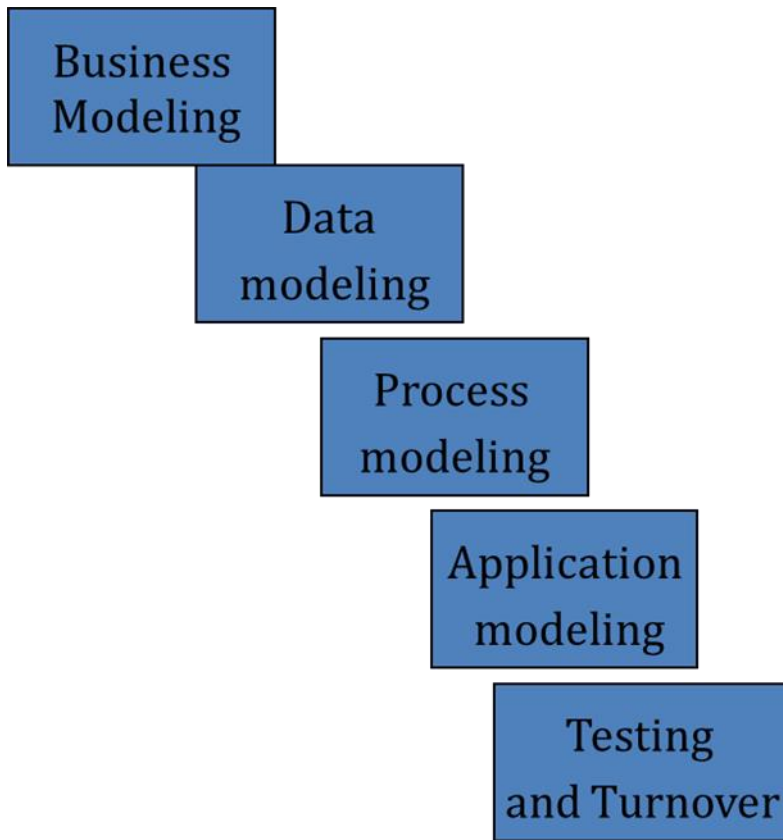 Business
Modeling
Data
modeling
Process
modeling
Application
modeling
Testing
and Turnover